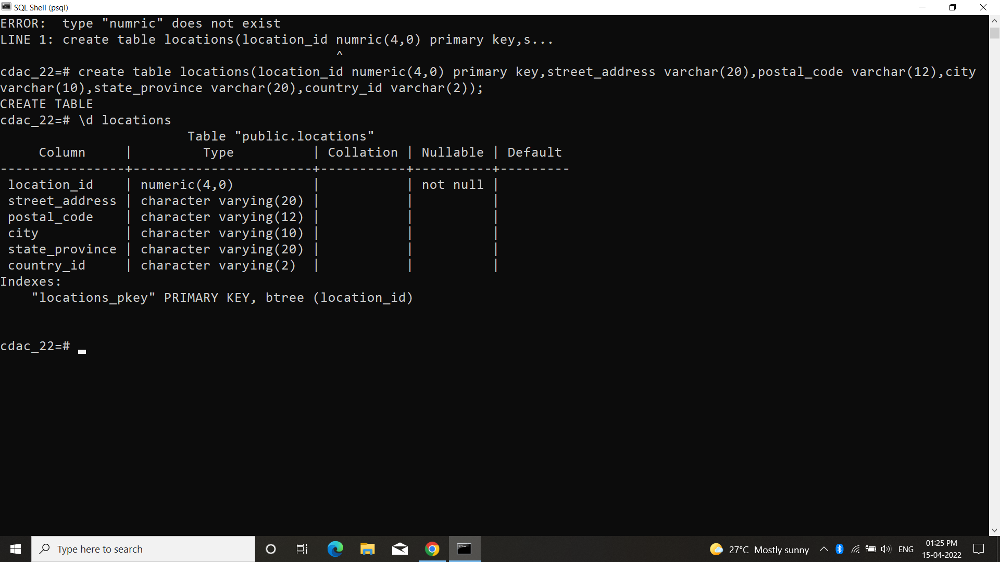 SQL Shell (psql)
ERROR:  type "numric" does not exist
LINE 1: create table locations(location_id numric(4,0) primary key,s...
                                           ^
cdac_22=# create table locations(location_id numeric(4,0) primary key,street_address varchar(20),postal_code varchar(12),city
varchar(10),state_province varchar(20),country_id varchar(2));
CREATE TABLE
cdac_22=# \d locations
                        Table "public.locations"
     Column     |         Type          | Collation | Nullable | Default
----------------+-----------------------+-----------+----------+---------
 location_id    | numeric(4,0)          |           | not null |
 street_address | character varying(20) |           |          |
 postal_code    | character varying(12) |           |          |
 city           | character varying(10) |           |          |
 state_province | character varying(20) |           |          |
 country_id     | character varying(2)  |           |          |
Indexes:
    "locations_pkey" PRIMARY KEY, btree (location_id)
cdac_22=#
Type here to search
27°C Mostly sunny
ENG
01:25 PM
15-04-2022